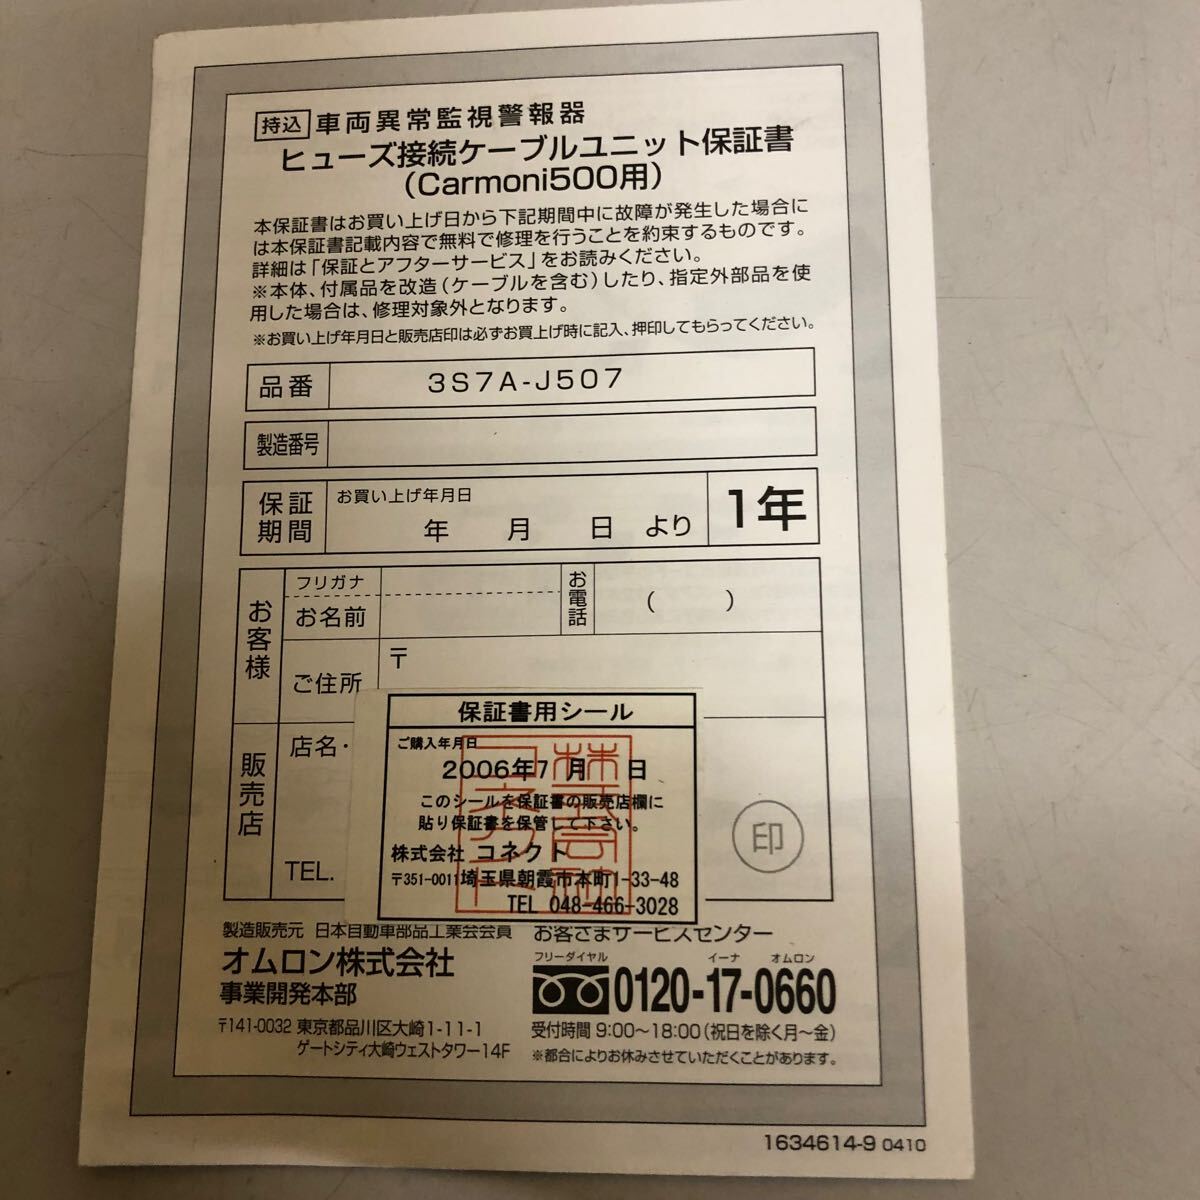 持込 車両異常監視警報器
ヒューズ接続ケーブルユニット保証書
(Carmoni500用)
本保証書はお買い上げ日から下記期間中に故障が発生した場合に
は本保証書記載内容で無料で修理を行うことを約束するものです。
詳細は「保証とアフターサービス」をお読みください。
※本体、付属品を改造(ケーブルを含む)したり、指定外部品を使
用した場合は、修理対象外となります。
※お買い上げ年月日と販売店印は必ずお買上げ時に記入、押印してもらってください。
品番 3S7A-J507
製造番号
保証期間 お買い上げ年月日
年 月 日 より 1年
お客様
フリガナ
お名前
お電話 ( )
ご住所 〒
販売店
店名・
TEL.
印
保証書用シール
ご購入年月日
2006年7月 日
このシールを保証書の販売店欄に
貼り保証書を保管して下さい。
株式会社 コネクト
〒351-0011埼玉県朝霞市本町1-33-48
TEL 048-466-3028
製造販売元 日本自動車部品工業会会員
オムロン株式会社
事業開発本部
〒141-0032 東京都品川区大崎1-11-1
ゲートシティ大崎ウェストタワー14F
お客さまサービスセンター
フリーダイヤル イーナ オムロン
0120-17-0660
受付時間 9:00〜18:00(祝日を除く月〜金)
※都合によりお休みさせていただくことがあります。
1634614-9 0410